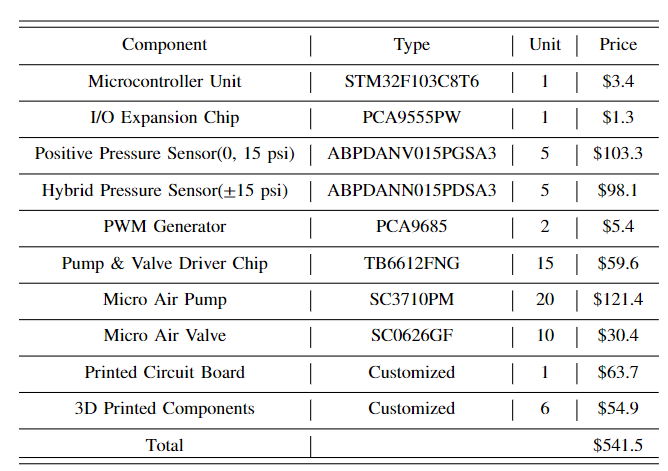 Component Type Unit Price
Microcontroller Unit STM32F103C8T6 1 $3.4
I/O Expansion Chip PCA9555PW 1 $1.3
Positive Pressure Sensor(0, 15 psi) ABPDANV015PGSA3 5 $103.3
Hybrid Pressure Sensor(±15 psi) ABPDANN015PDSA3 5 $98.1
PWM Generator PCA9685 2 $5.4
Pump & Valve Driver Chip TB6612FNG 15 $59.6
Micro Air Pump SC3710PM 20 $121.4
Micro Air Valve SC0626GF 10 $30.4
Printed Circuit Board Customized 1 $63.7
3D Printed Components Customized 6 $54.9
Total $541.5